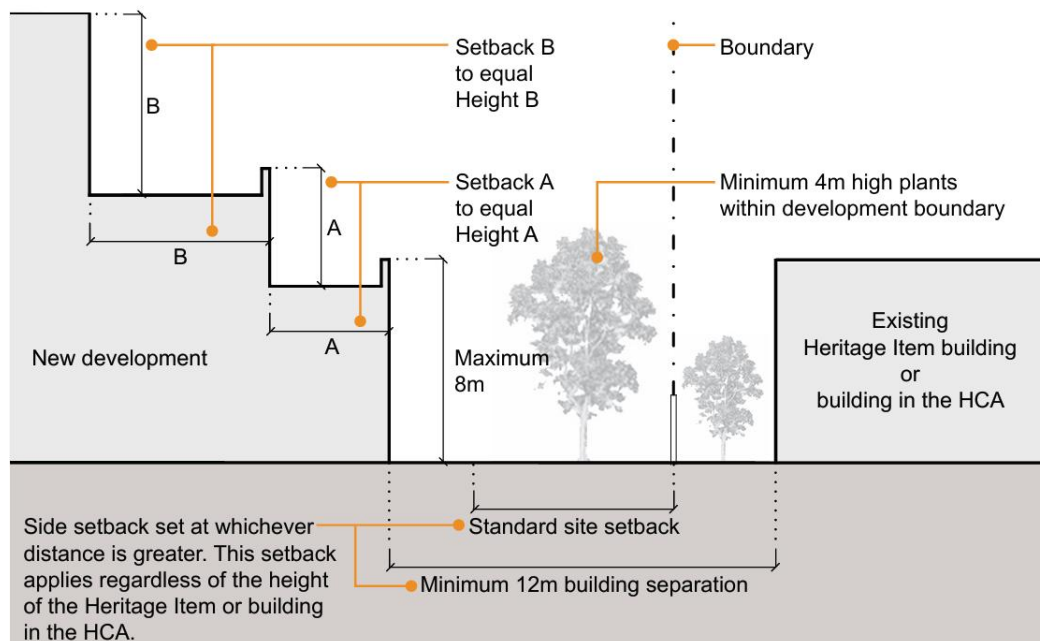 Setback B
to equal
Height B
Boundary
B
Setback A
to equal
Height A
Minimum 4m high plants
within development boundary
A
B
A
New development
Maximum
8m
Existing
Heritage Item building
or
building in the HCA
Side setback set at whichever
distance is greater. This setback
applies regardless of the height
of the Heritage Item or building
in the HCA.
Standard site setback
Minimum 12m building separation